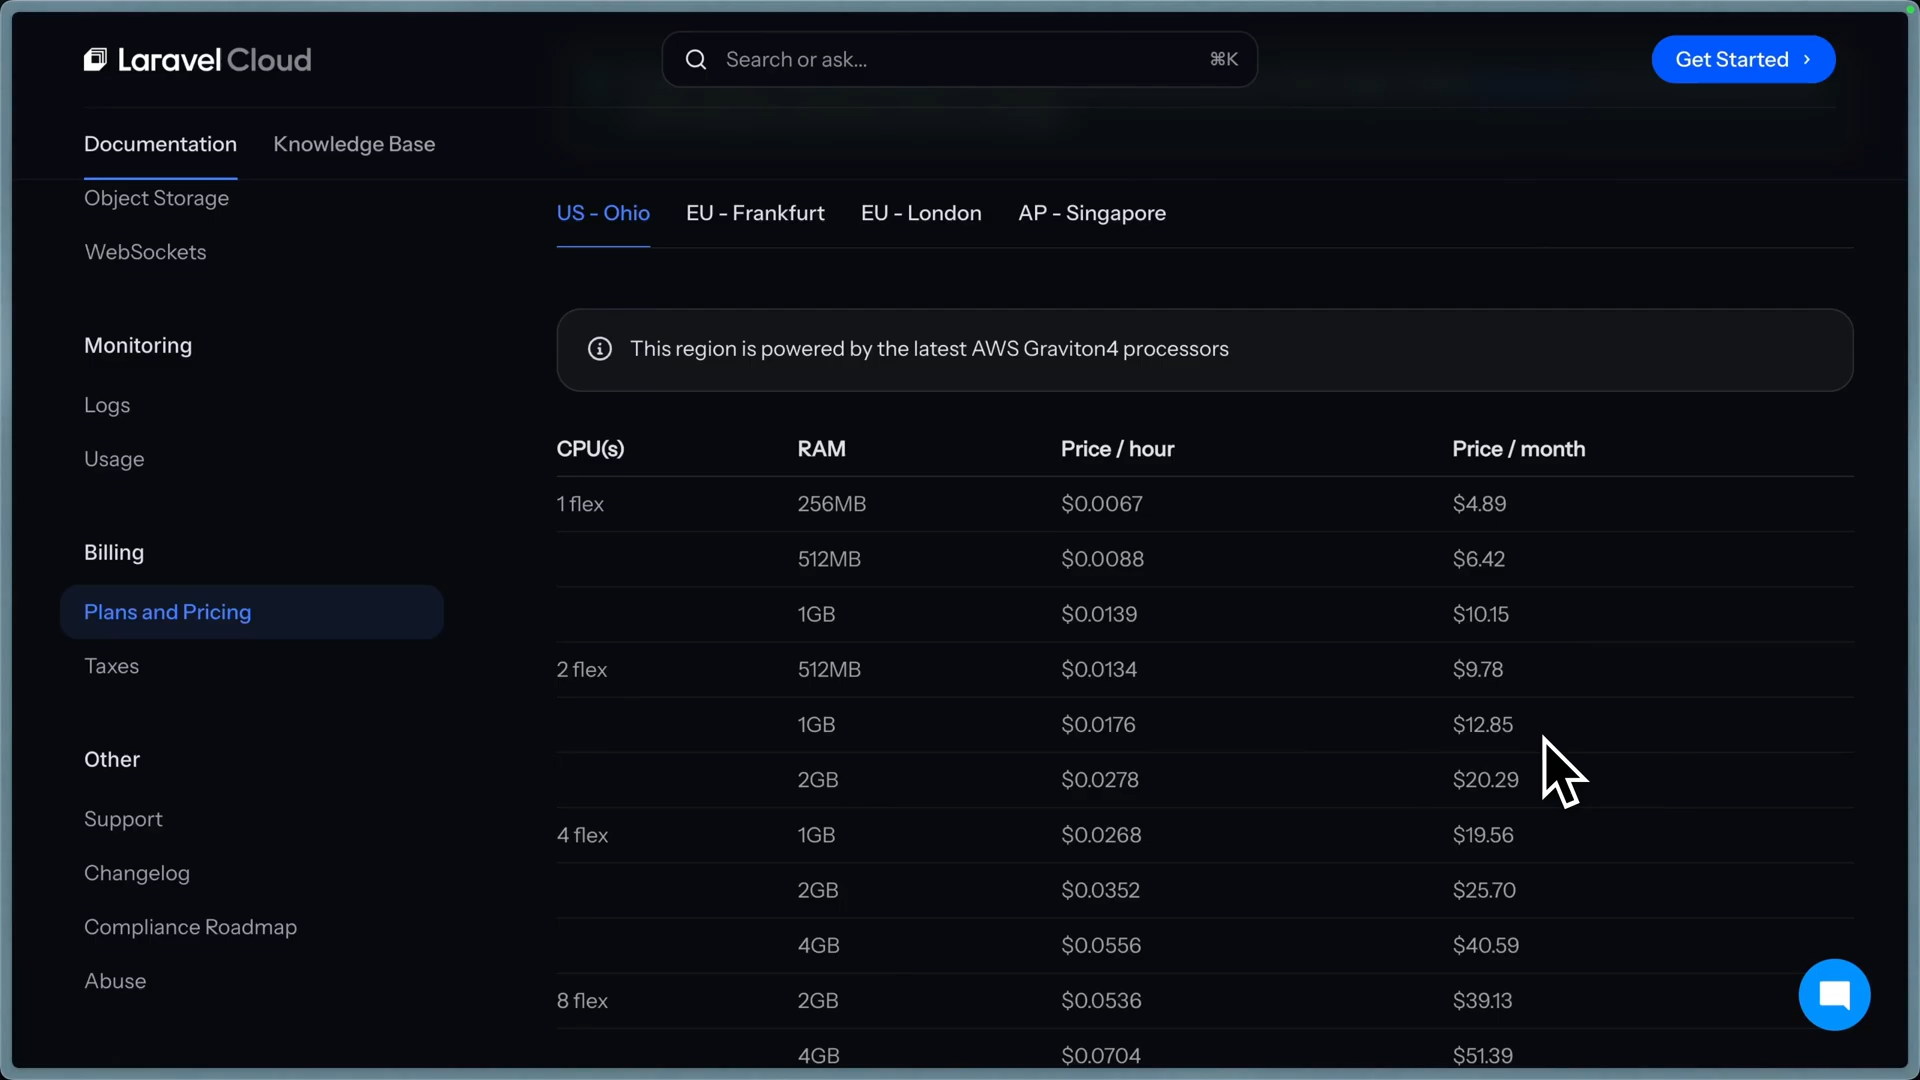 Laravel Cloud
Search or ask...
⌘K
Get Started
Documentation
Knowledge Base
Object Storage
WebSockets
Monitoring
Logs
Usage
Billing
Plans and Pricing
Taxes
Other
Support
Changelog
Compliance Roadmap
Abuse
US - Ohio
EU - Frankfurt
EU - London
AP - Singapore
This region is powered by the latest AWS Graviton4 processors
CPU(s) RAM Price / hour Price / month
1 flex 256MB $0.0067 $4.89
512MB $0.0088 $6.42
1GB $0.0139 $10.15
2 flex 512MB $0.0134 $9.78
1GB $0.0176 $12.85
2GB $0.0278 $20.29
4 flex 1GB $0.0268 $19.56
2GB $0.0352 $25.70
4GB $0.0556 $40.59
8 flex 2GB $0.0536 $39.13
4GB $0.0704 $51.39